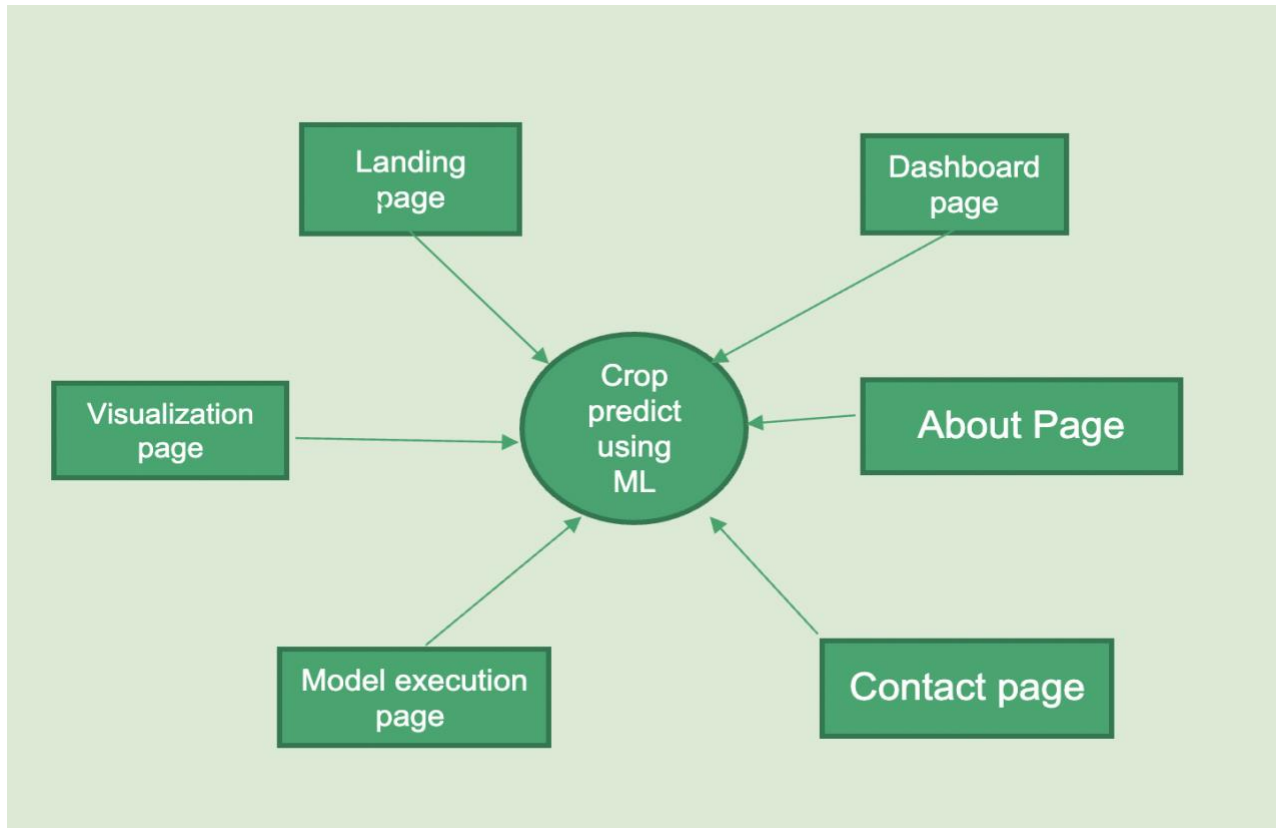 Landing
page
Dashboard
page
Crop
predict
using
ML
Visualization
page
About Page
Model execution
page
Contact page